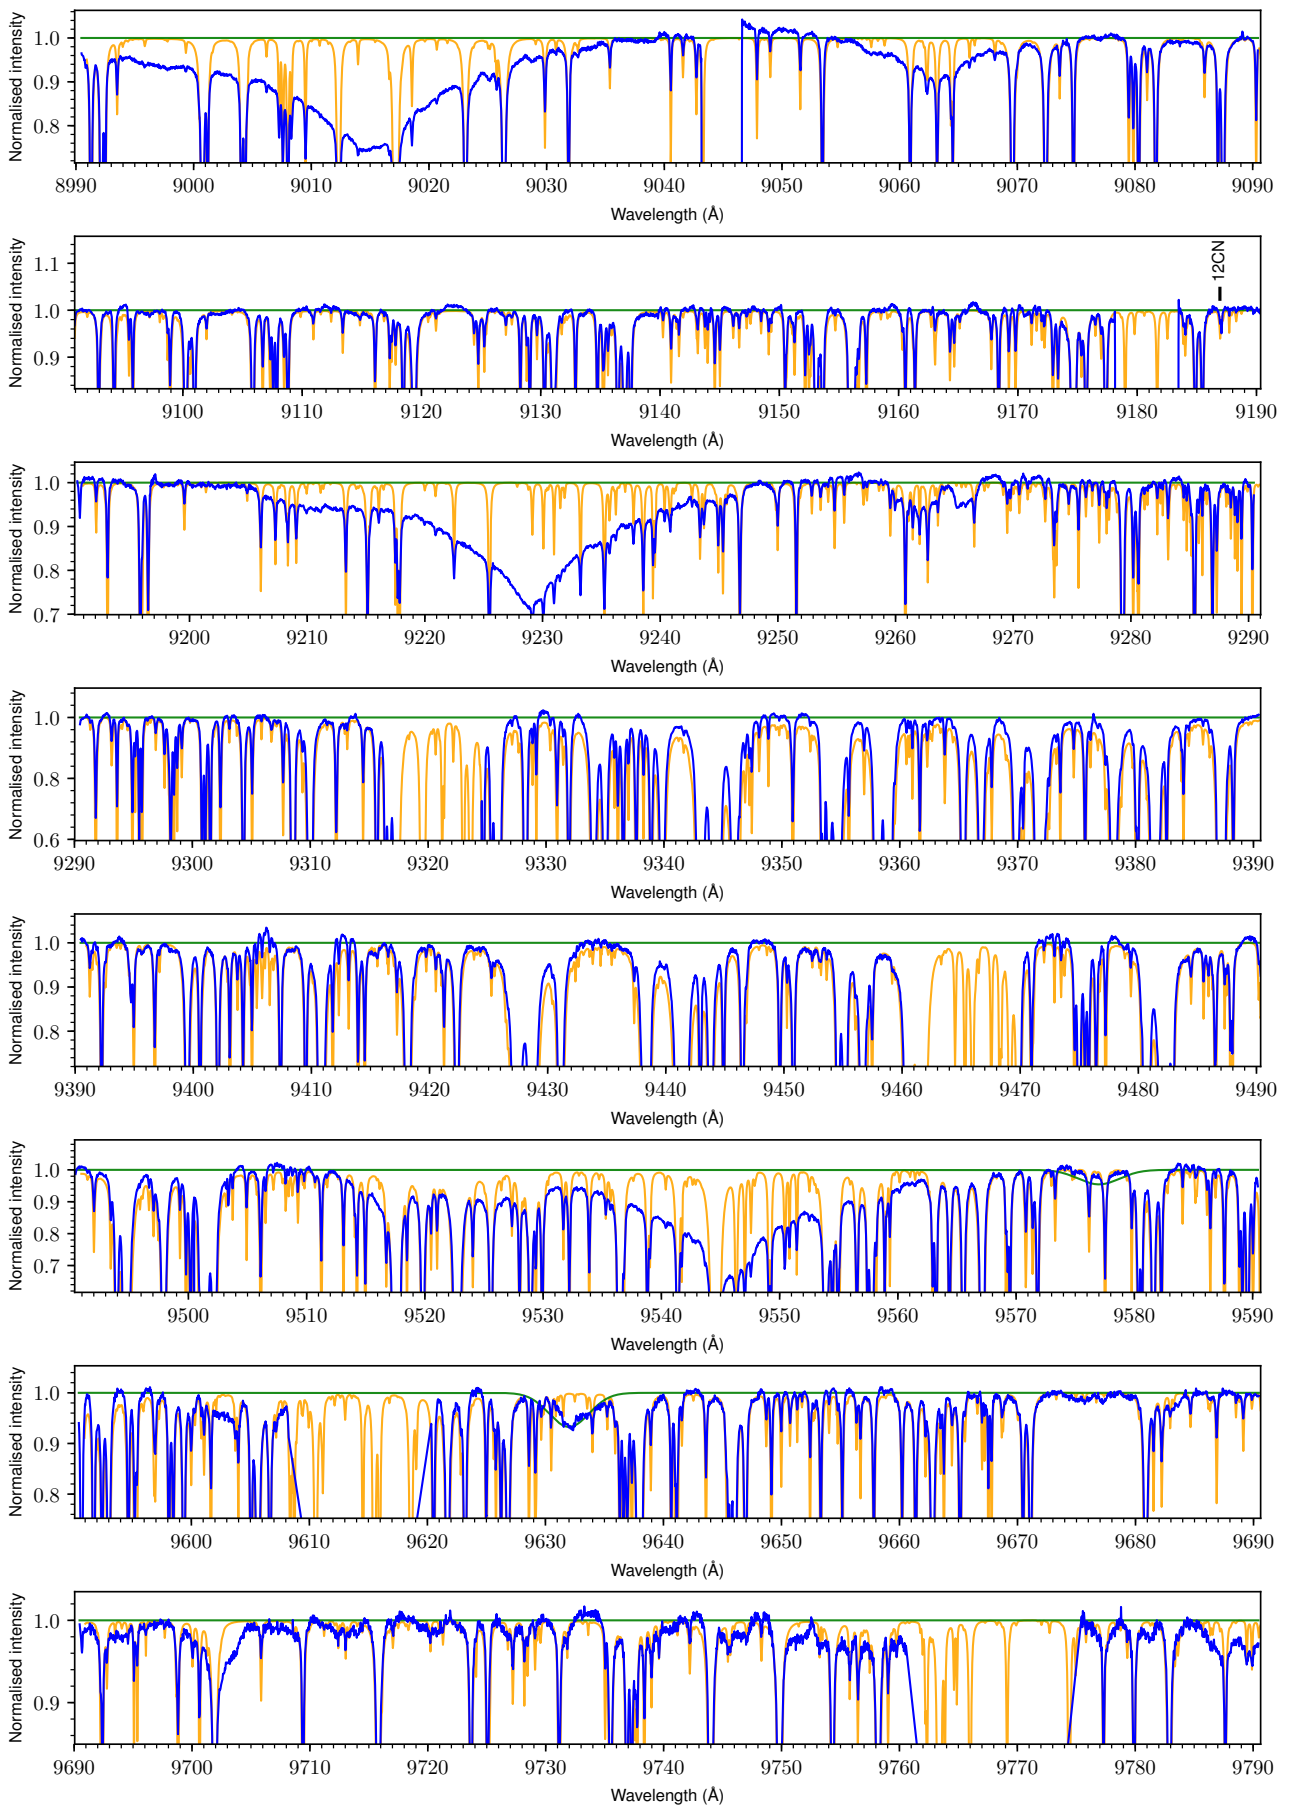 Normalised intensity
1.0
0.9
0.8
8990 9000 9010 9020 9030 9040 9050 9060 9070 9080 9090
Wavelength (Å)
Normalised intensity
12CN
1.1
1.0
0.9
9100 9110 9120 9130 9140 9150 9160 9170 9180 9190
Wavelength (Å)
Normalised intensity
1.0
0.9
0.8
0.7
9200 9210 9220 9230 9240 9250 9260 9270 9280 9290
Wavelength (Å)
Normalised intensity
1.0
0.8
0.6
9290 9300 9310 9320 9330 9340 9350 9360 9370 9380 9390
Wavelength (Å)
Normalised intensity
1.0
0.9
0.8
9390 9400 9410 9420 9430 9440 9450 9460 9470 9480 9490
Wavelength (Å)
Normalised intensity
1.0
0.9
0.8
0.7
9500 9510 9520 9530 9540 9550 9560 9570 9580 9590
Wavelength (Å)
Normalised intensity
1.0
0.9
0.8
9600 9610 9620 9630 9640 9650 9660 9670 9680 9690
Wavelength (Å)
Normalised intensity
1.0
0.9
9690 9700 9710 9720 9730 9740 9750 9760 9770 9780 9790
Wavelength (Å)